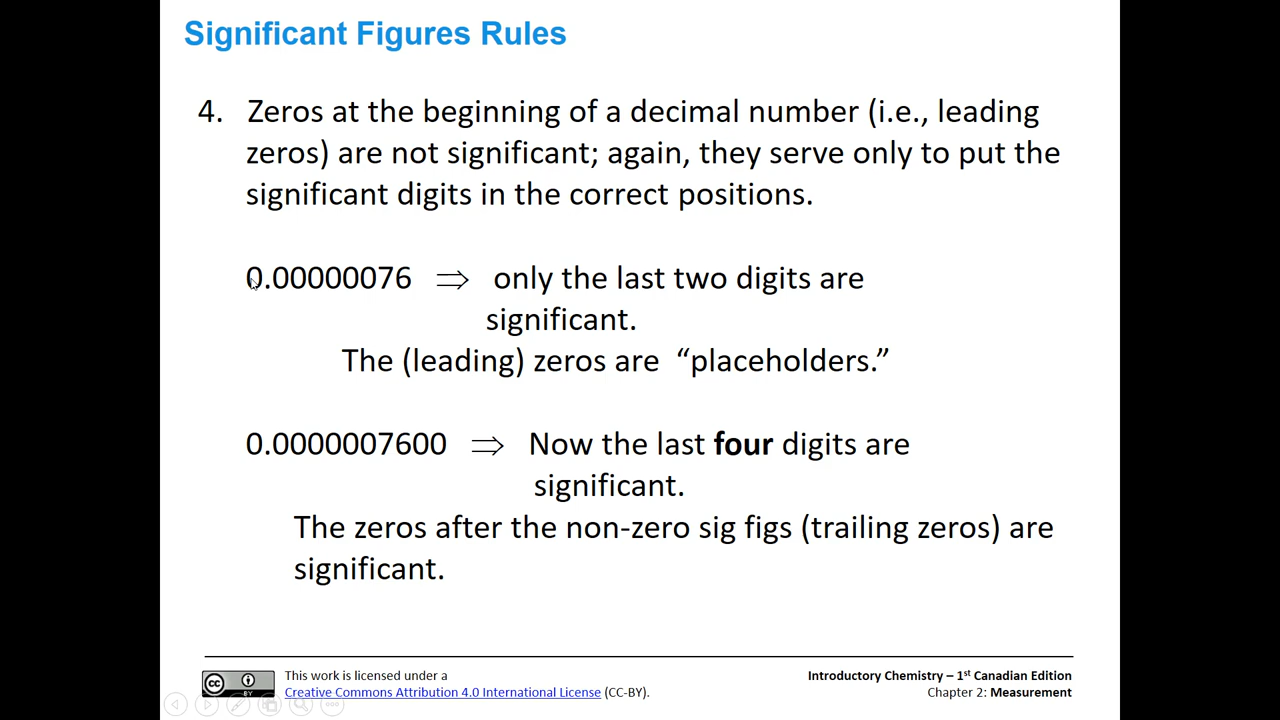 Significant Figures Rules
4. Zeros at the beginning of a decimal number (i.e., leading
zeros) are not significant; again, they serve only to put the
significant digits in the correct positions.
0.00000076 ⇒ only the last two digits are
significant.
The (leading) zeros are “placeholders.”
0.0000007600 ⇒ Now the last four digits are
significant.
The zeros after the non-zero sig figs (trailing zeros) are
significant.
cc BY
This work is licensed under a
Creative Commons Attribution 4.0 International License (CC-BY).
Introductory Chemistry – 1st Canadian Edition
Chapter 2: Measurement